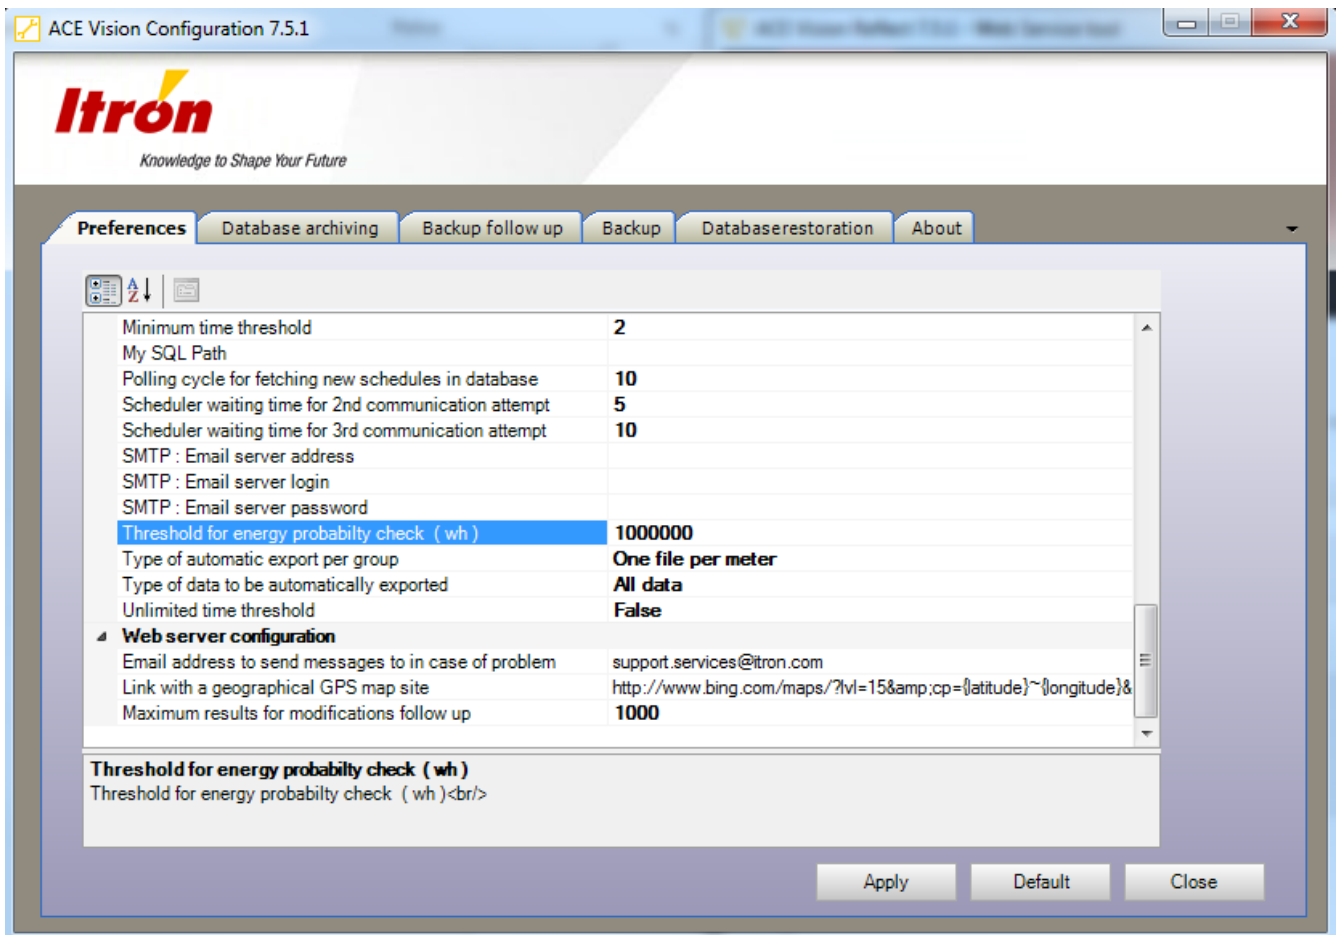 ACE Vision Configuration 7.5.1
Itron
Knowledge to Shape Your Future
Preferences Database archiving Backup follow up Backup Databaserestoration About
Minimum time threshold 2
My SQL Path
Polling cycle for fetching new schedules in database 10
Scheduler waiting time for 2nd communication attempt 5
Scheduler waiting time for 3rd communication attempt 10
SMTP : Email server address
SMTP : Email server login
SMTP : Email server password
Threshold for energy probabilty check ( wh ) 1000000
Type of automatic export per group One file per meter
Type of data to be automatically exported All data
Unlimited time threshold False
Web server configuration
Email address to send messages to in case of problem support.services@itron.com
Link with a geographical GPS map site http://www.bing.com/maps/?lvl=15&amp;cp={latitude}~{longitude}&
Maximum results for modifications follow up 1000
Threshold for energy probabilty check ( wh )
Threshold for energy probabilty check ( wh )<br/>
Apply Default Close